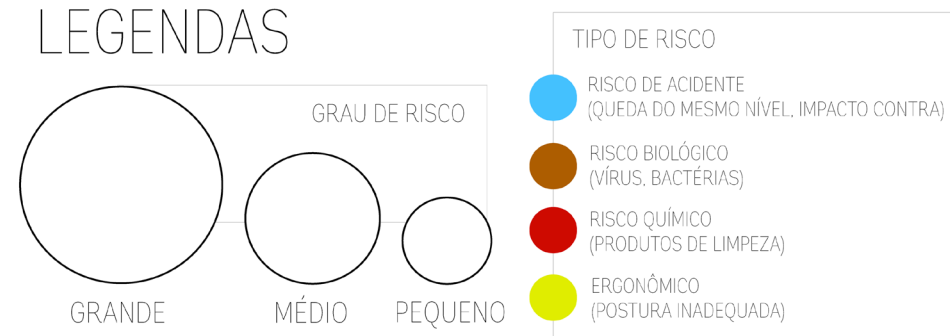 LEGENDAS
GRAU DE RISCO
GRANDE
MÉDIO
PEQUENO
TIPO DE RISCO
RISCO DE ACIDENTE
(QUEDA DO MESMO NÍVEL, IMPACTO CONTRA)
RISCO BIOLÓGICO
(VÍRUS, BACTÉRIAS)
RISCO QUÍMICO
(PRODUTOS DE LIMPEZA)
ERGONÔMICO
(POSTURA INADEQUADA)